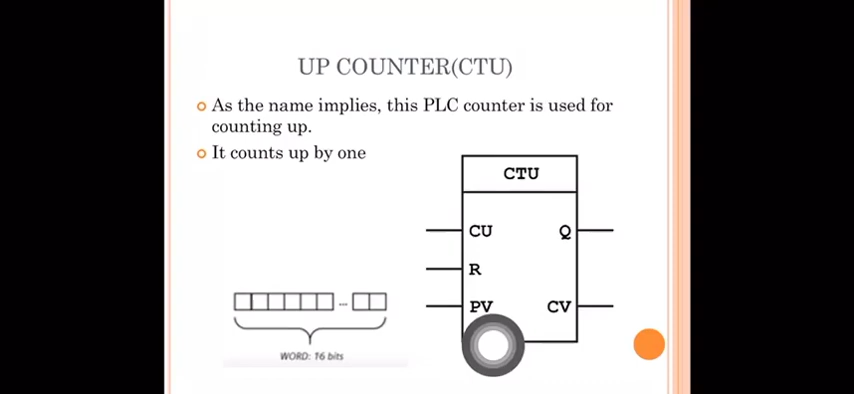 UP COUNTER(CTU)
As the name implies, this PLC counter is used for
counting up.
It counts up by one
CTU
CU Q
R
PV CV
...
WORD: 16 bits